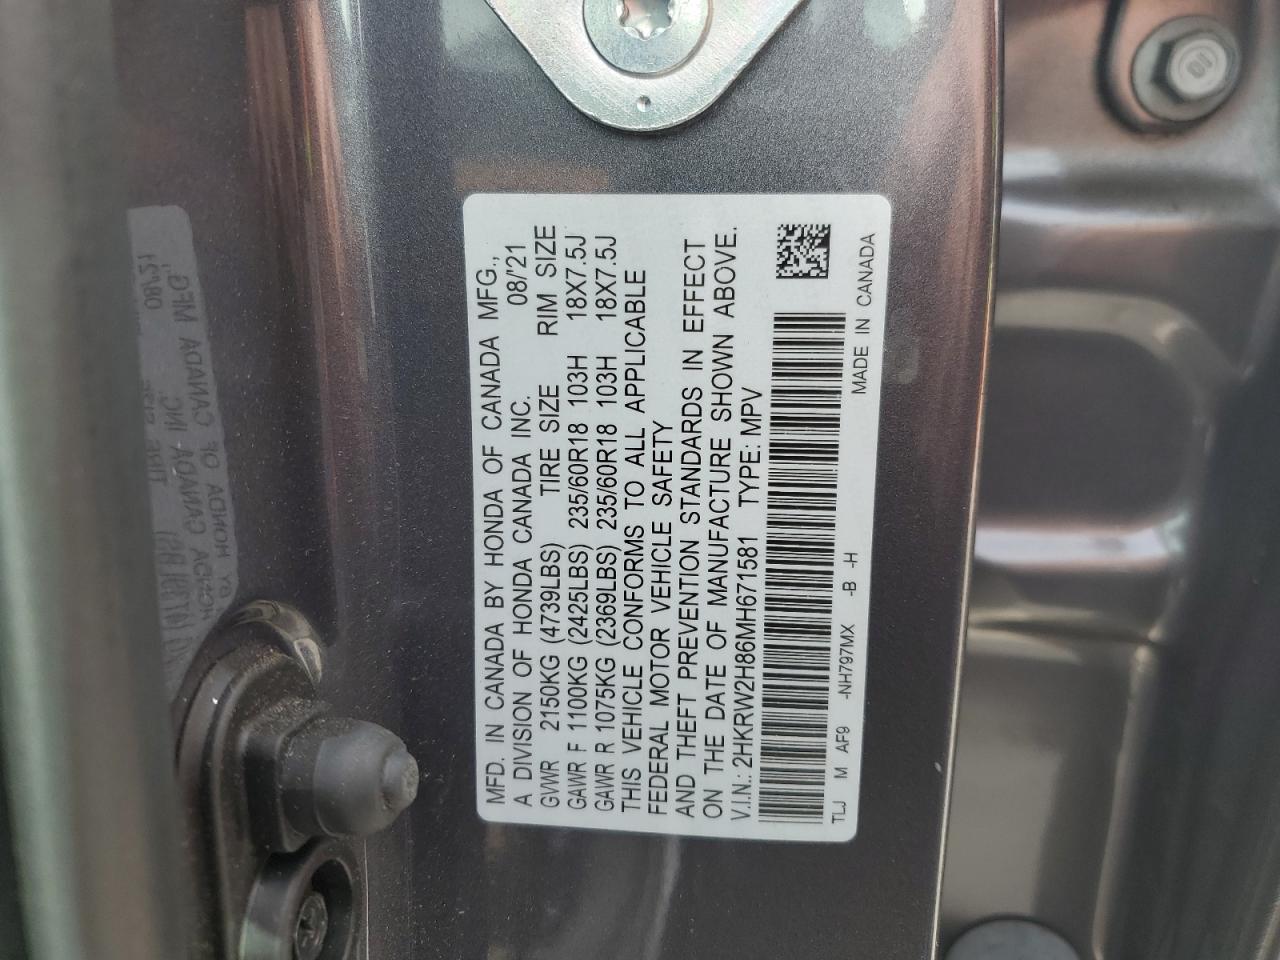 MFD. IN CANADA BY HONDA OF CANADA MFG.,
A DIVISION OF HONDA CANADA INC. 08/'21
GVWR 2150KG (4739LBS) TIRE SIZE RIM SIZE
GAWR F 1100KG (2425LBS) 235/60R18 103H 18X7.5J
GAWR R 1075KG (2369LBS) 235/60R18 103H 18X7.5J
THIS VEHICLE CONFORMS TO ALL APPLICABLE
FEDERAL MOTOR VEHICLE SAFETY
AND THEFT PREVENTION STANDARDS IN EFFECT
ON THE DATE OF MANUFACTURE SHOWN ABOVE.
V.I.N.: 2HKRW2H86MH671581 TYPE: MPV
TLJ M AF9 -NH797MX -B -H MADE IN CANADA